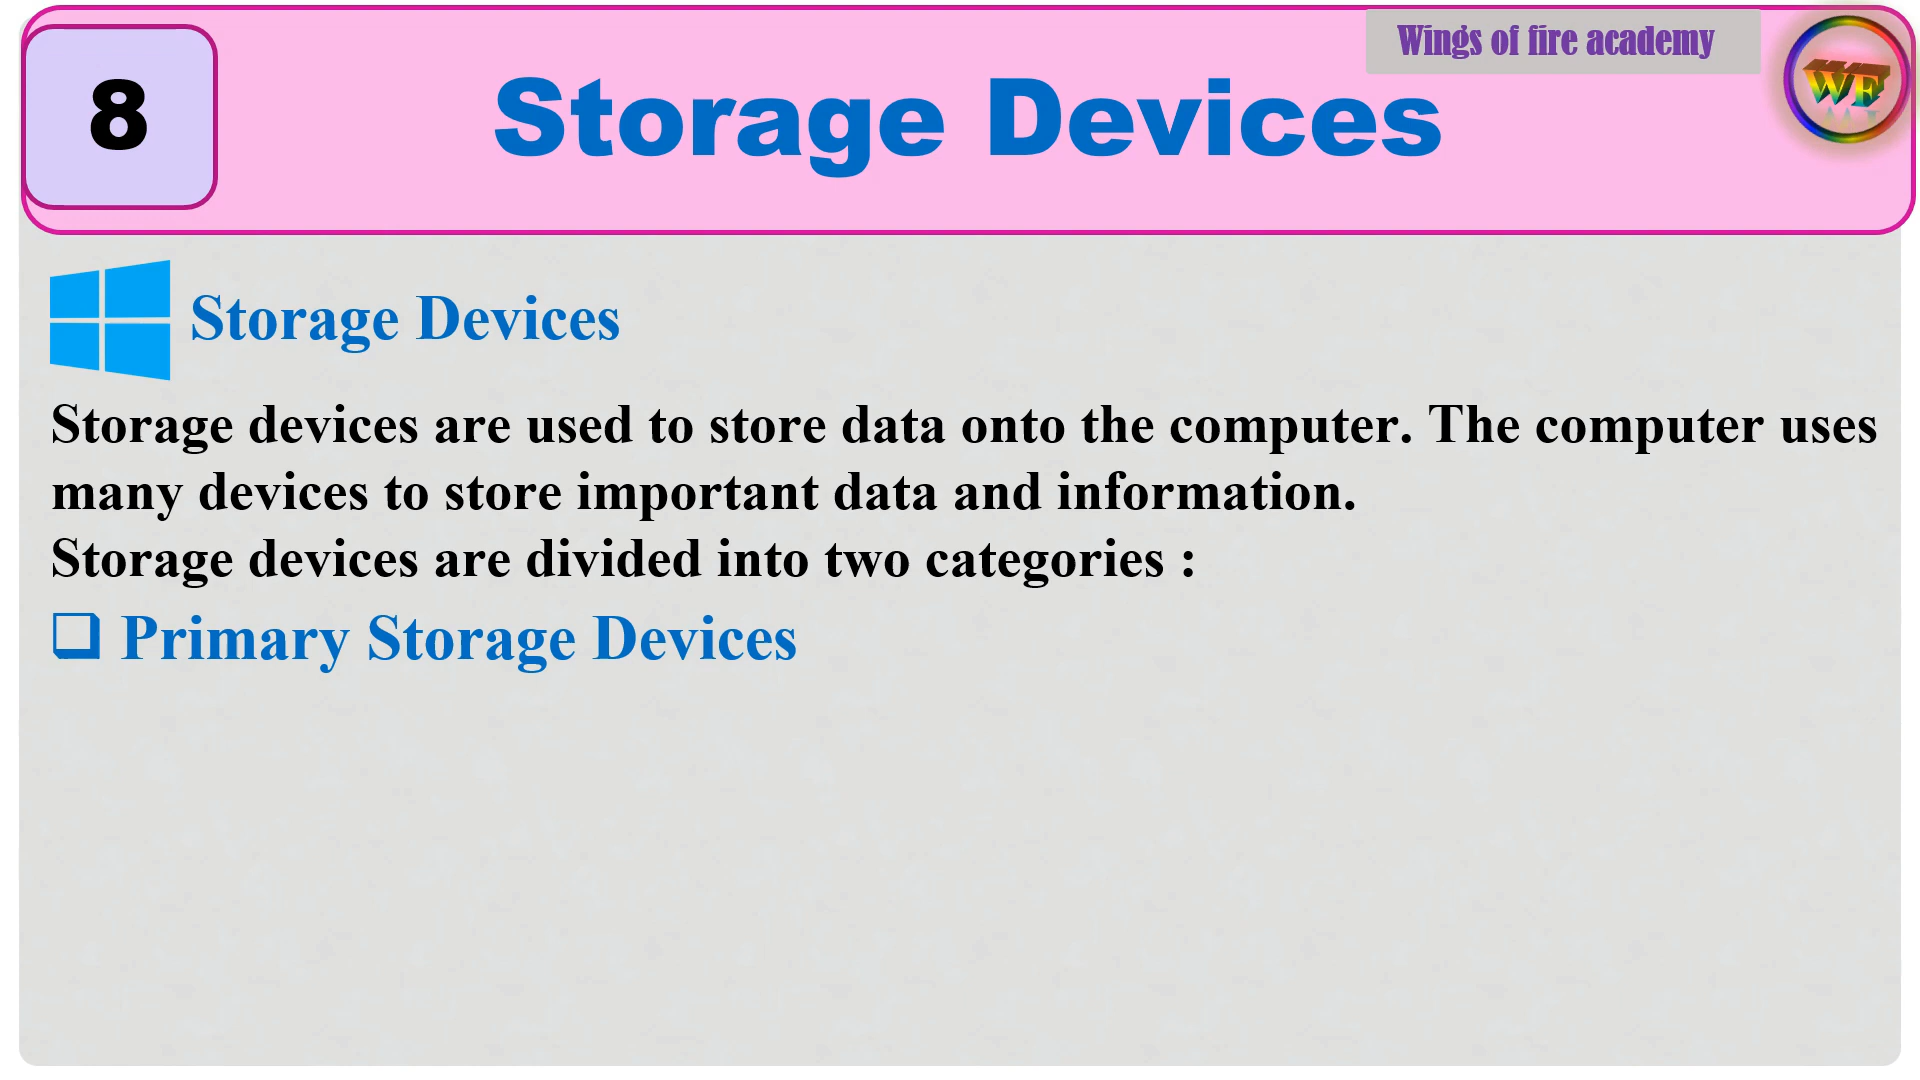 Wings of fire academy
WF
8
Storage Devices
Storage Devices
Storage devices are used to store data onto the computer. The computer uses
many devices to store important data and information.
Storage devices are divided into two categories :
❑ Primary Storage Devices